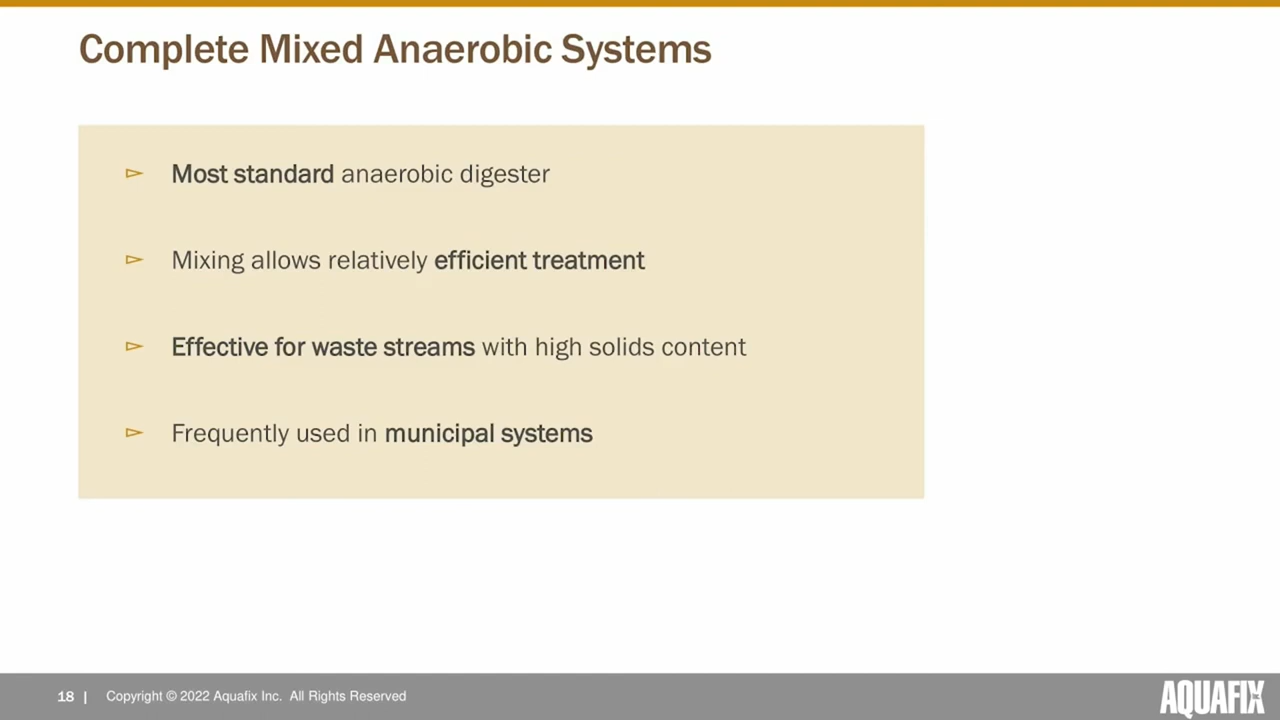 Complete Mixed Anaerobic Systems
Most standard anaerobic digester
Mixing allows relatively efficient treatment
Effective for waste streams with high solids content
Frequently used in municipal systems
18 | Copyright © 2022 Aquafix Inc. All Rights Reserved
AQUAFIX